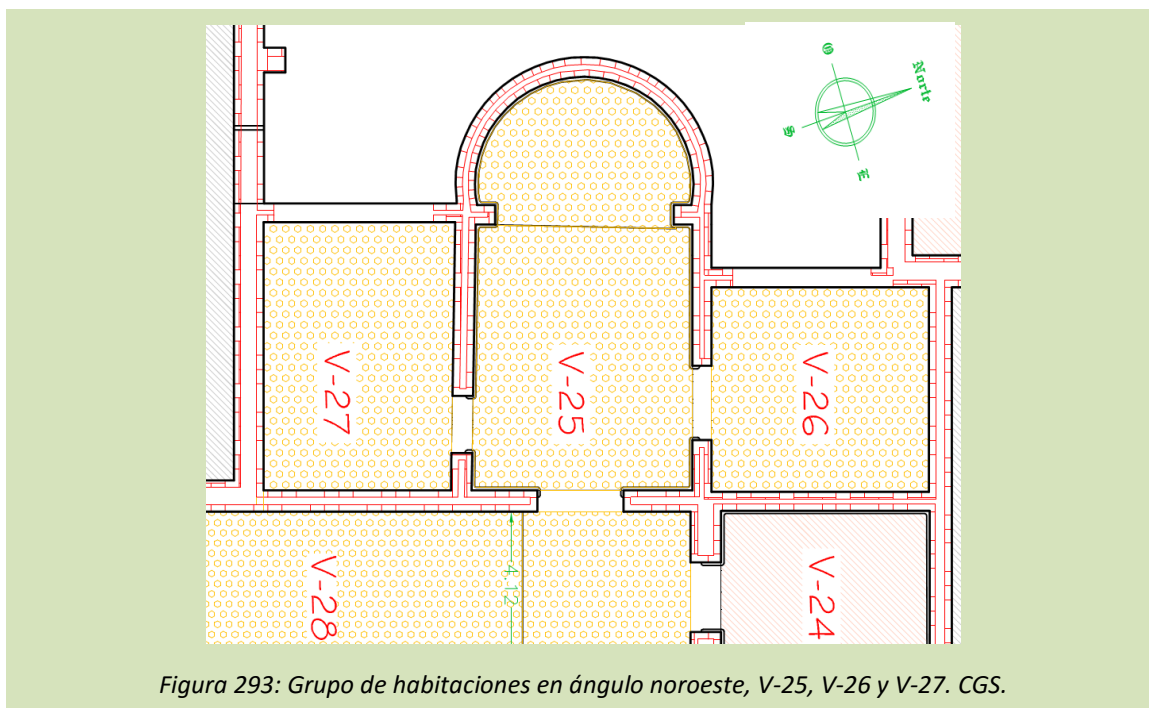 O
Norte
S
E
V-27
V-25
V-26
4.12
V-28
V-24
Figura 293: Grupo de habitaciones en ángulo noroeste, V-25, V-26 y V-27. CGS.